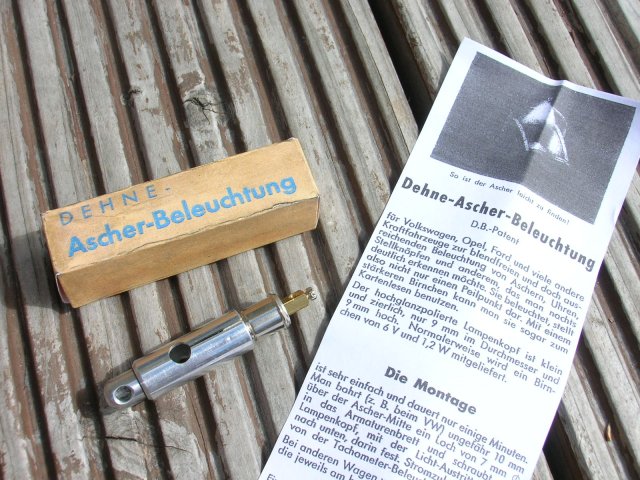 DEHNE-
Ascher-Beleuchtung
So ist der Ascher leicht zu finden!
Dehne-Ascher-Beleuchtung
D.B.-Patent
für Volkswagen, Opel, Ford und viele andere
Kraftfahrzeuge zur blendfreien und doch aus-
reichenden Beleuchtung von Aschern, Uhren,
Stellknöpfen und anderem, das man nachts
deutlich erkennen möchte. Sie beleuchtet, stellt
also nicht nur einen Peilpunkt dar. Mit einem
stärkeren Birnchen kann man sie sogar zum
Kartenlesen benutzen.
Der hochglanzpolierte Lampenkopf ist klein
und zierlich, nur 9 mm im Durchmesser und
9 mm hoch. Normalerweise wird ein Birn-
chen von 6 V und 1,2 W mitgeliefert.
Die Montage
ist sehr einfach und dauert nur einige Minuten.
Man bohrt (z. B. beim VW) ungefähr 10 mm
über der Ascher-Mitte ein Loch von 7 mm ∅
in das Armaturenbrett und schraubt
Lampenkopf, mit der Licht-Austritt
nach unten, darin fest. Stromzu
von der Tachometer-Beleu
Bei anderen Wagen
die jeweils am